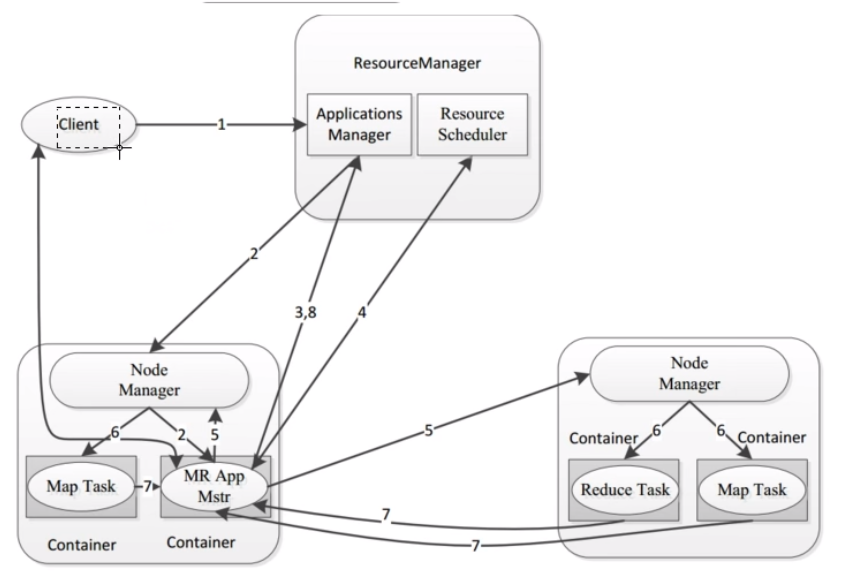 ResourceManager
Applications
Manager
Resource
Scheduler
Client
1
2
3,8
4
Node
Manager
6
2
5
Map Task
7
MR App
Mstr
Container
Container
5
Node
Manager
Container
6
6
Container
Reduce Task
Map Task
7
7